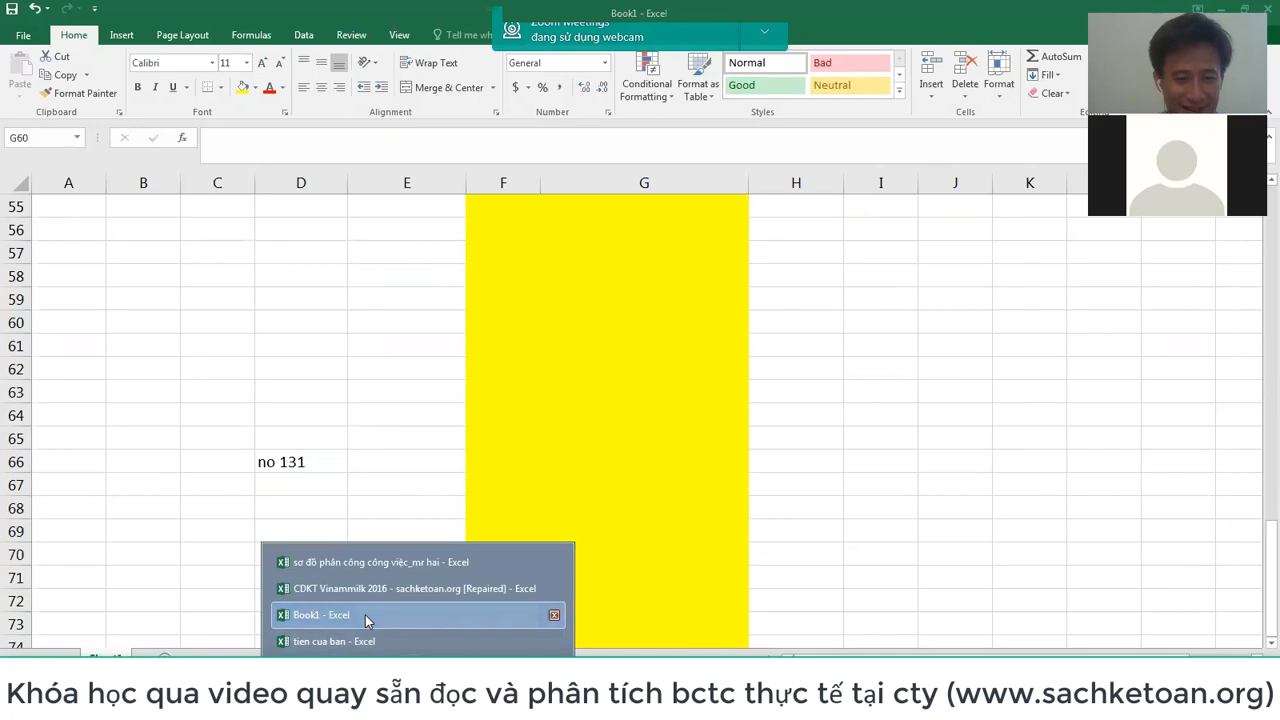 Book1 - Excel
Zoom Meetings
đang sử dụng webcam
File
Home
Insert
Page Layout
Formulas
Data
Review
View
Tell me
Paste
Cut
Copy
Format Painter
Clipboard
Calibri
11
B I U
Font
Wrap Text
Merge & Center
Alignment
General
$ % ,
Number
Conditional Formatting
Format as Table
Normal
Bad
Good
Neutral
Styles
Insert
Delete
Format
Cells
AutoSum
Fill
Clear
G60
fx
A B C D E F G H I J K
55
56
57
58
59
60
61
62
63
64
65
66 no 131
67
68
69
70
71
72
73
74
sơ đồ phân công công việc_mr hai - Excel
CDKT Vinammilk 2016 - sachketoan.org [Repaired] - Excel
Book1 - Excel
tien cua ban - Excel
Khóa học qua video quay sẵn đọc và phân tích bctc thực tế tại cty (www.sachketoan.org)